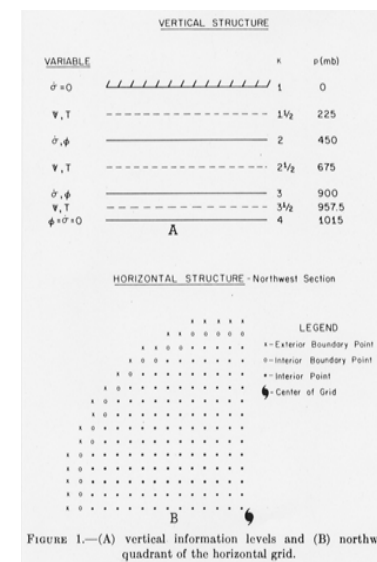 VERTICAL STRUCTURE
VARIABLE K P(mb)
σ̇=0 1 0
V,T 1½ 225
σ̇,ϕ 2 450
V,T 2½ 675
σ̇,ϕ 3 900
V,T 3½ 957.5
ϕ=σ̇=0 4 1015
A
HORIZONTAL STRUCTURE - Northwest Section
LEGEND
x-Exterior Boundary Point
o-Interior Boundary Point
•-Interior Point
-Center of Grid
B
FIGURE 1.—(A) vertical information levels and (B) northw
quadrant of the horizontal grid.